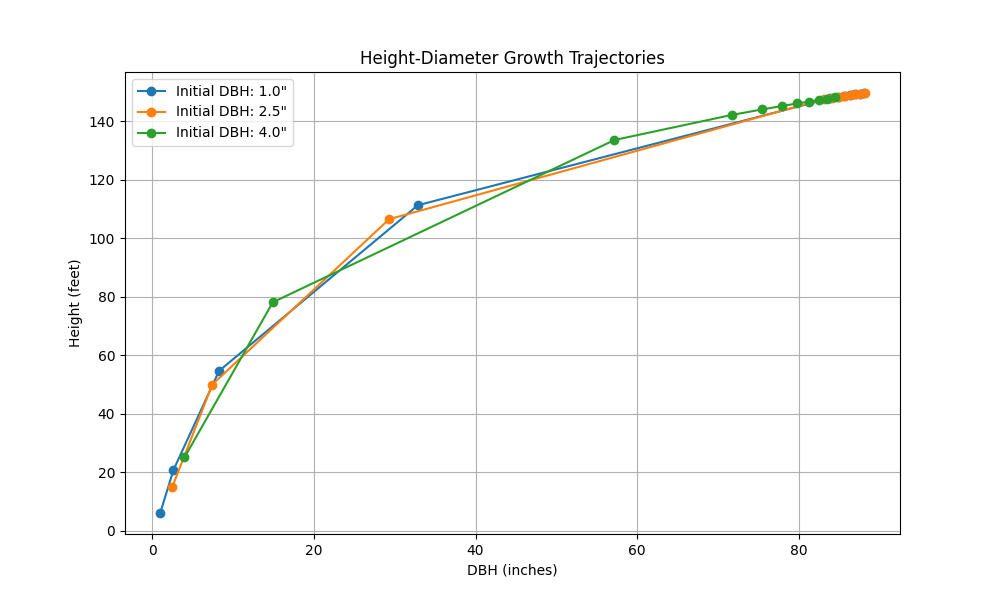 Height-Diameter Growth Trajectories
Initial DBH: 1.0"
Initial DBH: 2.5"
Initial DBH: 4.0"
140
120
100
80
60
40
20
0
Height (feet)
0 20 40 60 80
DBH (inches)